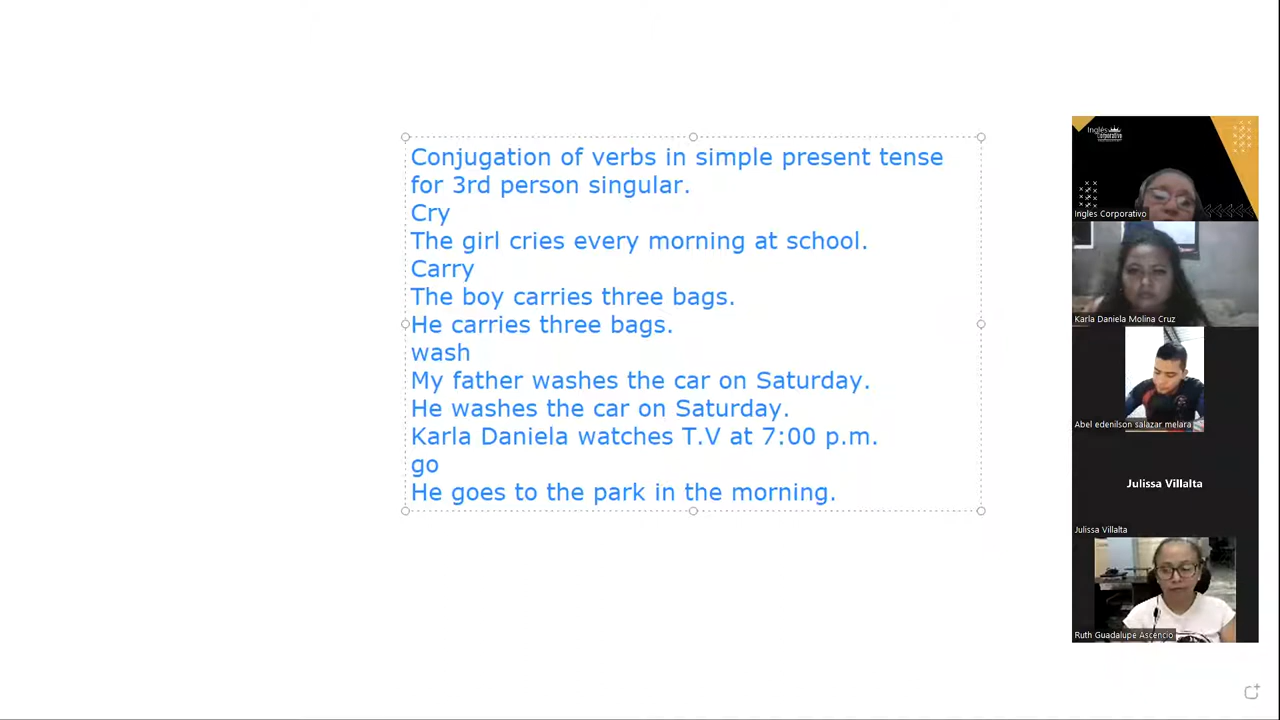 Conjugation of verbs in simple present tense
for 3rd person singular.
Cry
The girl cries every morning at school.
Carry
The boy carries three bags.
He carries three bags.
wash
My father washes the car on Saturday.
He washes the car on Saturday.
Karla Daniela watches T.V at 7:00 p.m.
go
He goes to the park in the morning.
Inglés
Corporativo
Ingles Corporativo
Karla Daniela Molina Cruz
Abel edenilson salazar melara
Julissa Villalta
Julissa Villalta
Ruth Guadalupe Ascencio